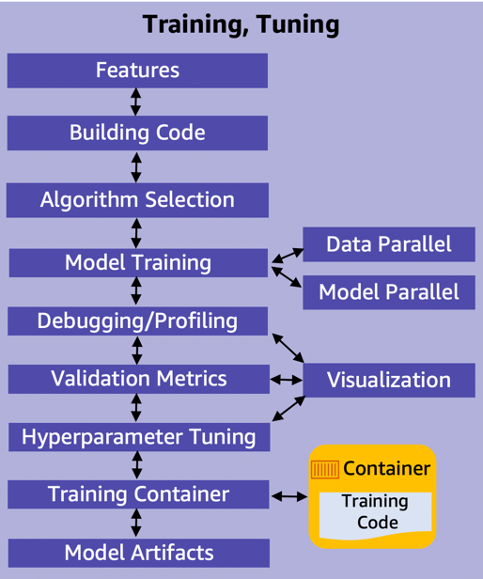 Training, Tuning
Features
Building Code
Algorithm Selection
Model Training
Data Parallel
Model Parallel
Debugging/Profiling
Validation Metrics
Visualization
Hyperparameter Tuning
Training Container
Container
Training
Code
Model Artifacts